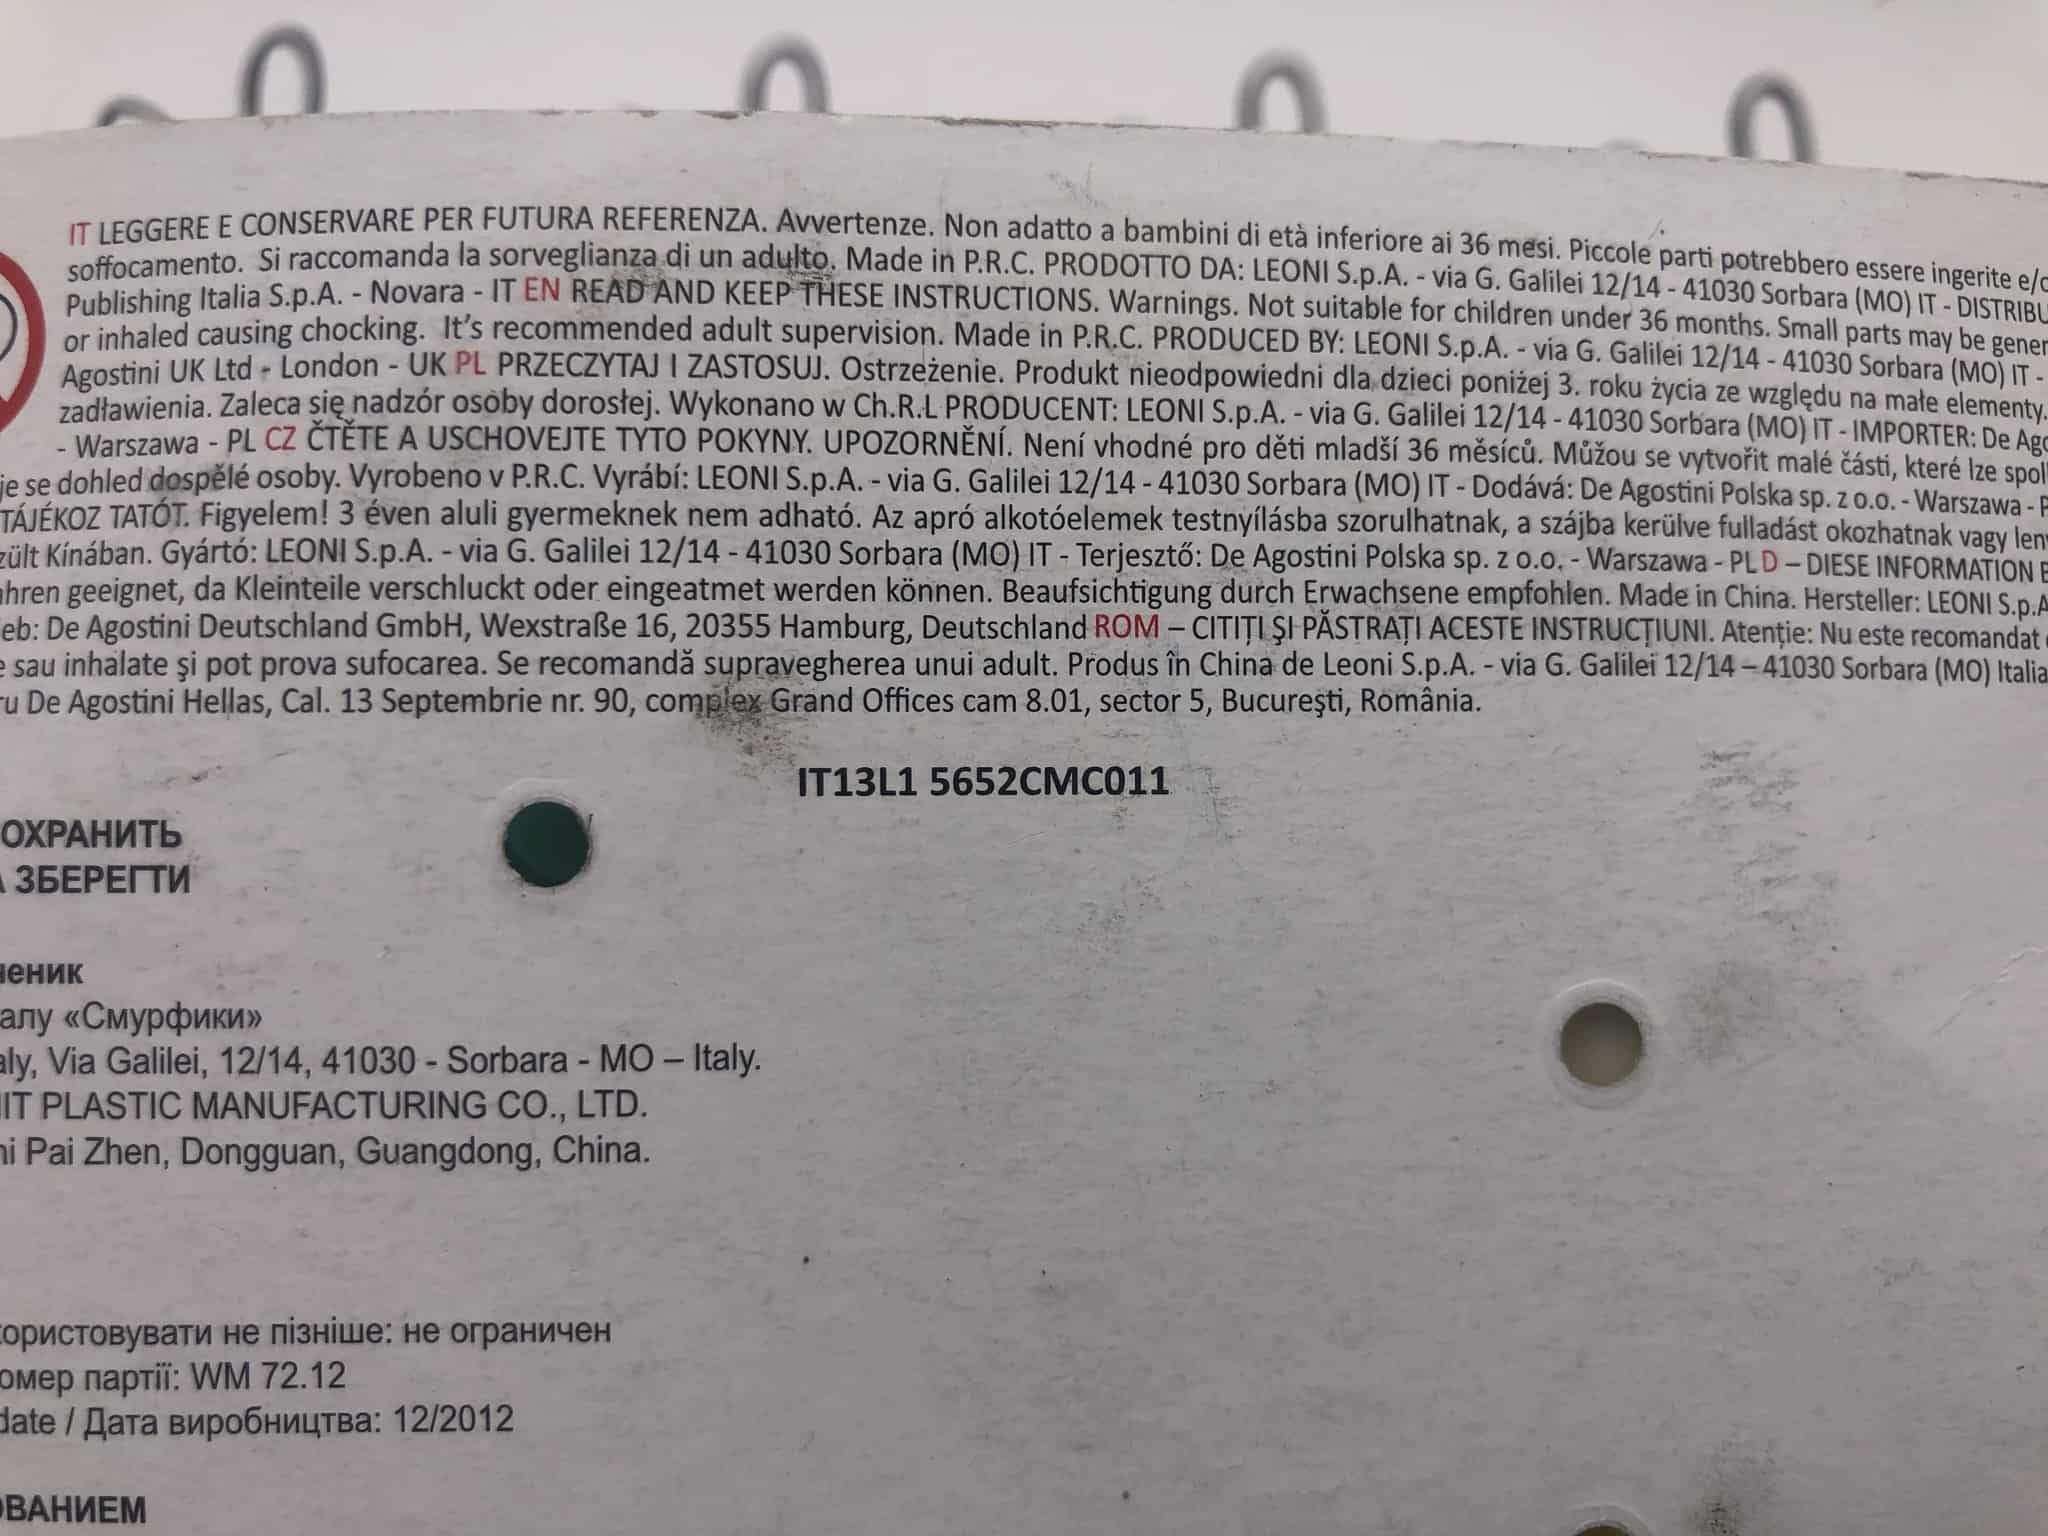 IT LEGGERE E CONSERVARE PER FUTURA REFERENZA. Avvertenze. Non adatto a bambini di età inferiore ai 36 mesi. Piccole parti potrebbero essere ingerite e/o
soffocamento. Si raccomanda la sorveglianza di un adulto. Made in P.R.C. PRODOTTO DA: LEONI S.p.A. - via G. Galilei 12/14 - 41030 Sorbara (MO) IT - DISTRIBU
Publishing Italia S.p.A. - Novara - IT EN READ AND KEEP THESE INSTRUCTIONS. Warnings. Not suitable for children under 36 months. Small parts may be gener
or inhaled causing chocking. It's recommended adult supervision. Made in P.R.C. PRODUCED BY: LEONI S.p.A. - via G. Galilei 12/14 - 41030 Sorbara (MO) IT -
Agostini UK Ltd - London - UK PL PRZECZYTAJ I ZASTOSUJ. Ostrzeżenie. Produkt nieodpowiedni dla dzieci poniżej 3. roku życia ze względu na małe elementy.
zadławienia. Zaleca się nadzór osoby dorosłej. Wykonano w Ch.R.L PRODUCENT: LEONI S.p.A. - via G. Galilei 12/14 - 41030 Sorbara (MO) IT - IMPORTER: De Ago
- Warszawa - PL CZ ČTĚTE A USCHOVEJTE TYTO POKYNY. UPOZORNĚNÍ. Není vhodné pro děti mladší 36 měsíců. Můžou se vytvořit malé části, které lze spol
je se dohled dospělé osoby. Vyrobeno v P.R.C. Vyrábí: LEONI S.p.A. - via G. Galilei 12/14 - 41030 Sorbara (MO) IT - Dodává: De Agostini Polska sp. z o.o. - Warszawa - P
TÁJÉKOZ TATÓT. Figyelem! 3 éven aluli gyermeknek nem adható. Az apró alkotóelemek testnyílásba szorulhatnak, a szájba kerülve fulladást okozhatnak vagy len
zült Kínában. Gyártó: LEONI S.p.A. - via G. Galilei 12/14 - 41030 Sorbara (MO) IT - Terjesztő: De Agostini Polska sp. z o.o. - Warszawa - PL D – DIESE INFORMATION B
ahren geeignet, da Kleinteile verschluckt oder eingeatmet werden können. Beaufsichtigung durch Erwachsene empfohlen. Made in China. Hersteller: LEONI S.p.A
eb: De Agostini Deutschland GmbH, Wexstraße 16, 20355 Hamburg, Deutschland ROM – CITIȚI ŞI PĂSTRAȚI ACESTE INSTRUCȚIUNI. Atenție: Nu este recomandat
e sau inhalate şi pot prova sufocarea. Se recomandă supravegherea unui adult. Produs în China de Leoni S.p.A. - via G. Galilei 12/14 – 41030 Sorbara (MO) Italia
ru De Agostini Hellas, Cal. 13 Septembrie nr. 90, complex Grand Offices cam 8.01, sector 5, Bucureşti, România.
IT13L1 5652CMC011
ОХРАНИТЬ
А ЗБЕРЕГТИ
ченик
алу «Смурфики»
aly, Via Galilei, 12/14, 41030 - Sorbara - MO – Italy.
IIT PLASTIC MANUFACTURING CO., LTD.
ni Pai Zhen, Dongguan, Guangdong, China.
користовувати не пізніше: не ограничен
омер партії: WM 72.12
date / Дата виробництва: 12/2012
ОВАНИЕМ